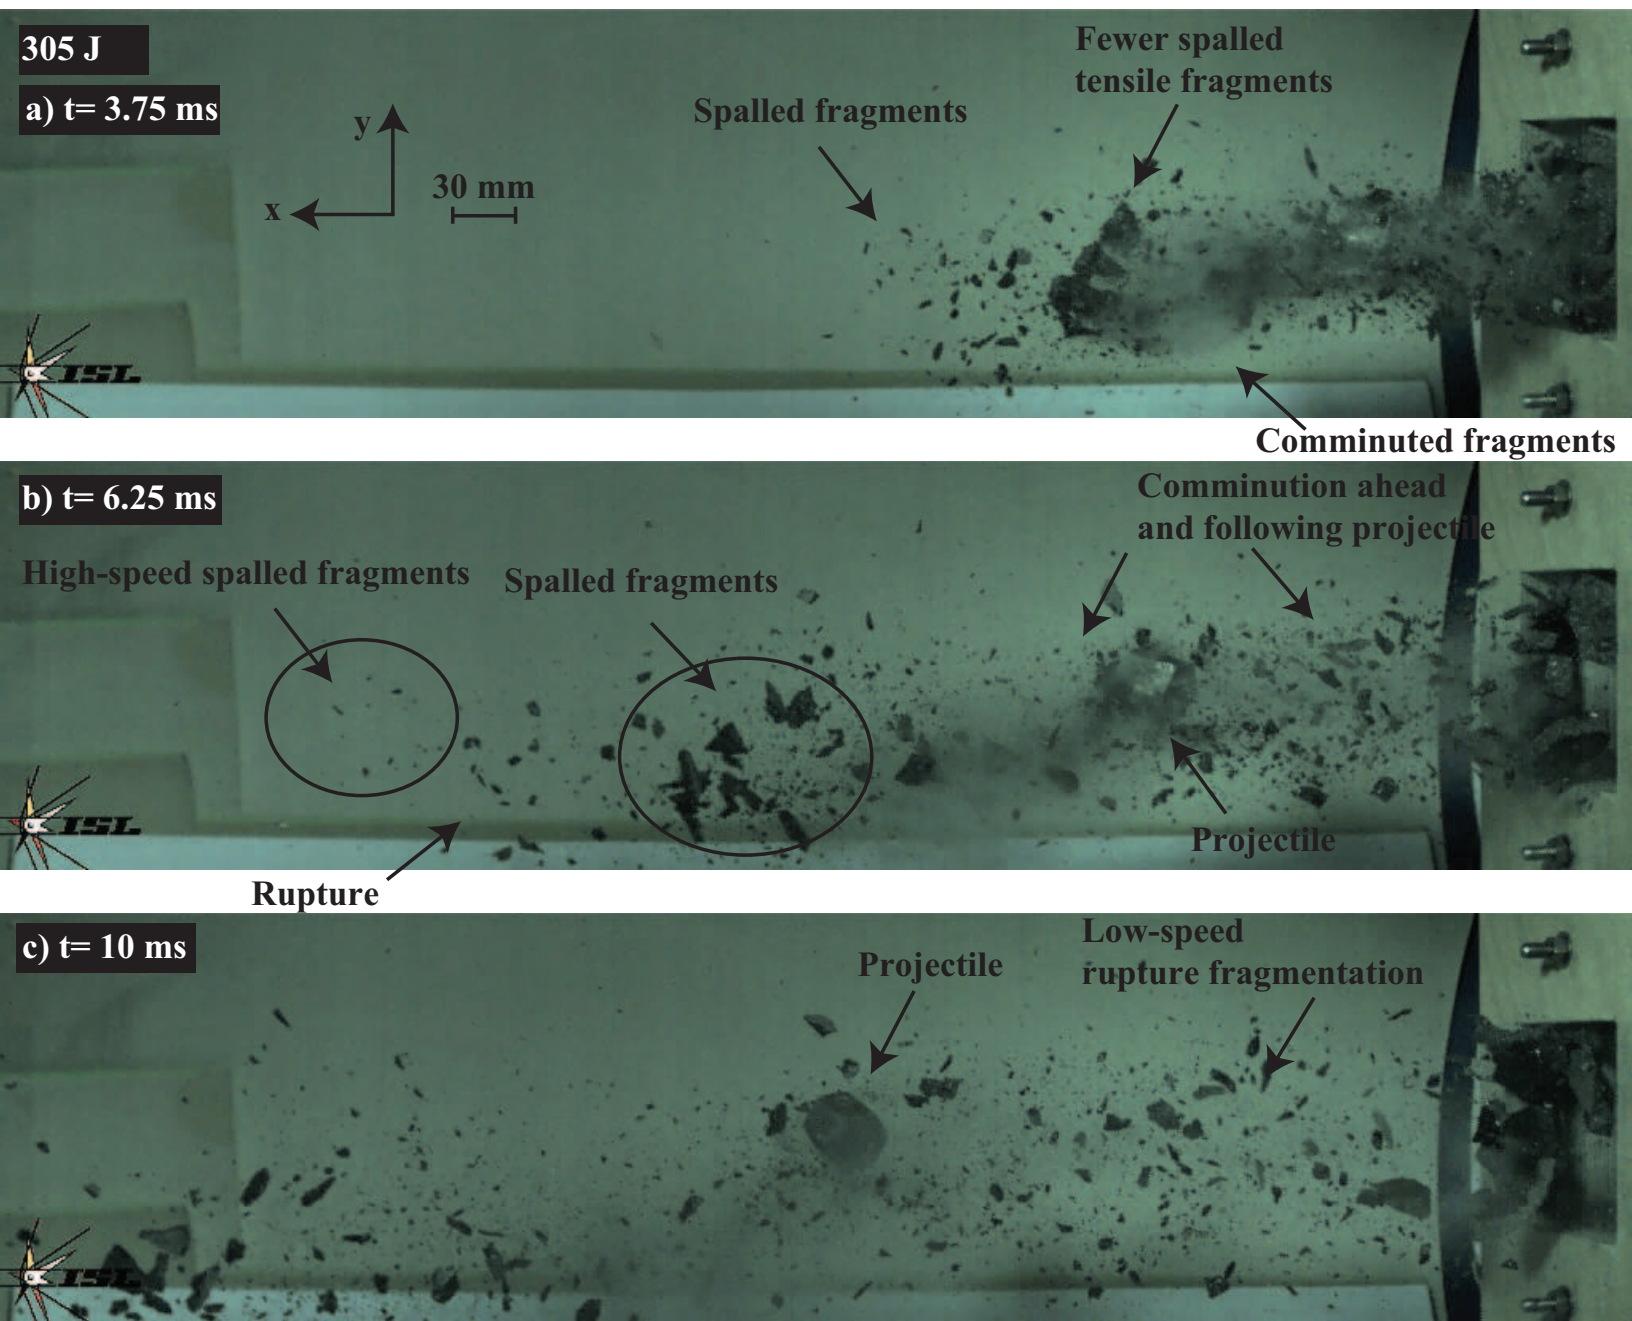 305 J
a) t= 3.75 ms
Fewer spalled
tensile fragments
Spalled fragments
y
x
30 mm
ISL
Comminuted fragments
b) t= 6.25 ms
Comminution ahead
and following projectile
High-speed spalled fragments
Spalled fragments
Projectile
ISL
Rupture
c) t= 10 ms
Low-speed
rupture fragmentation
Projectile
ISL